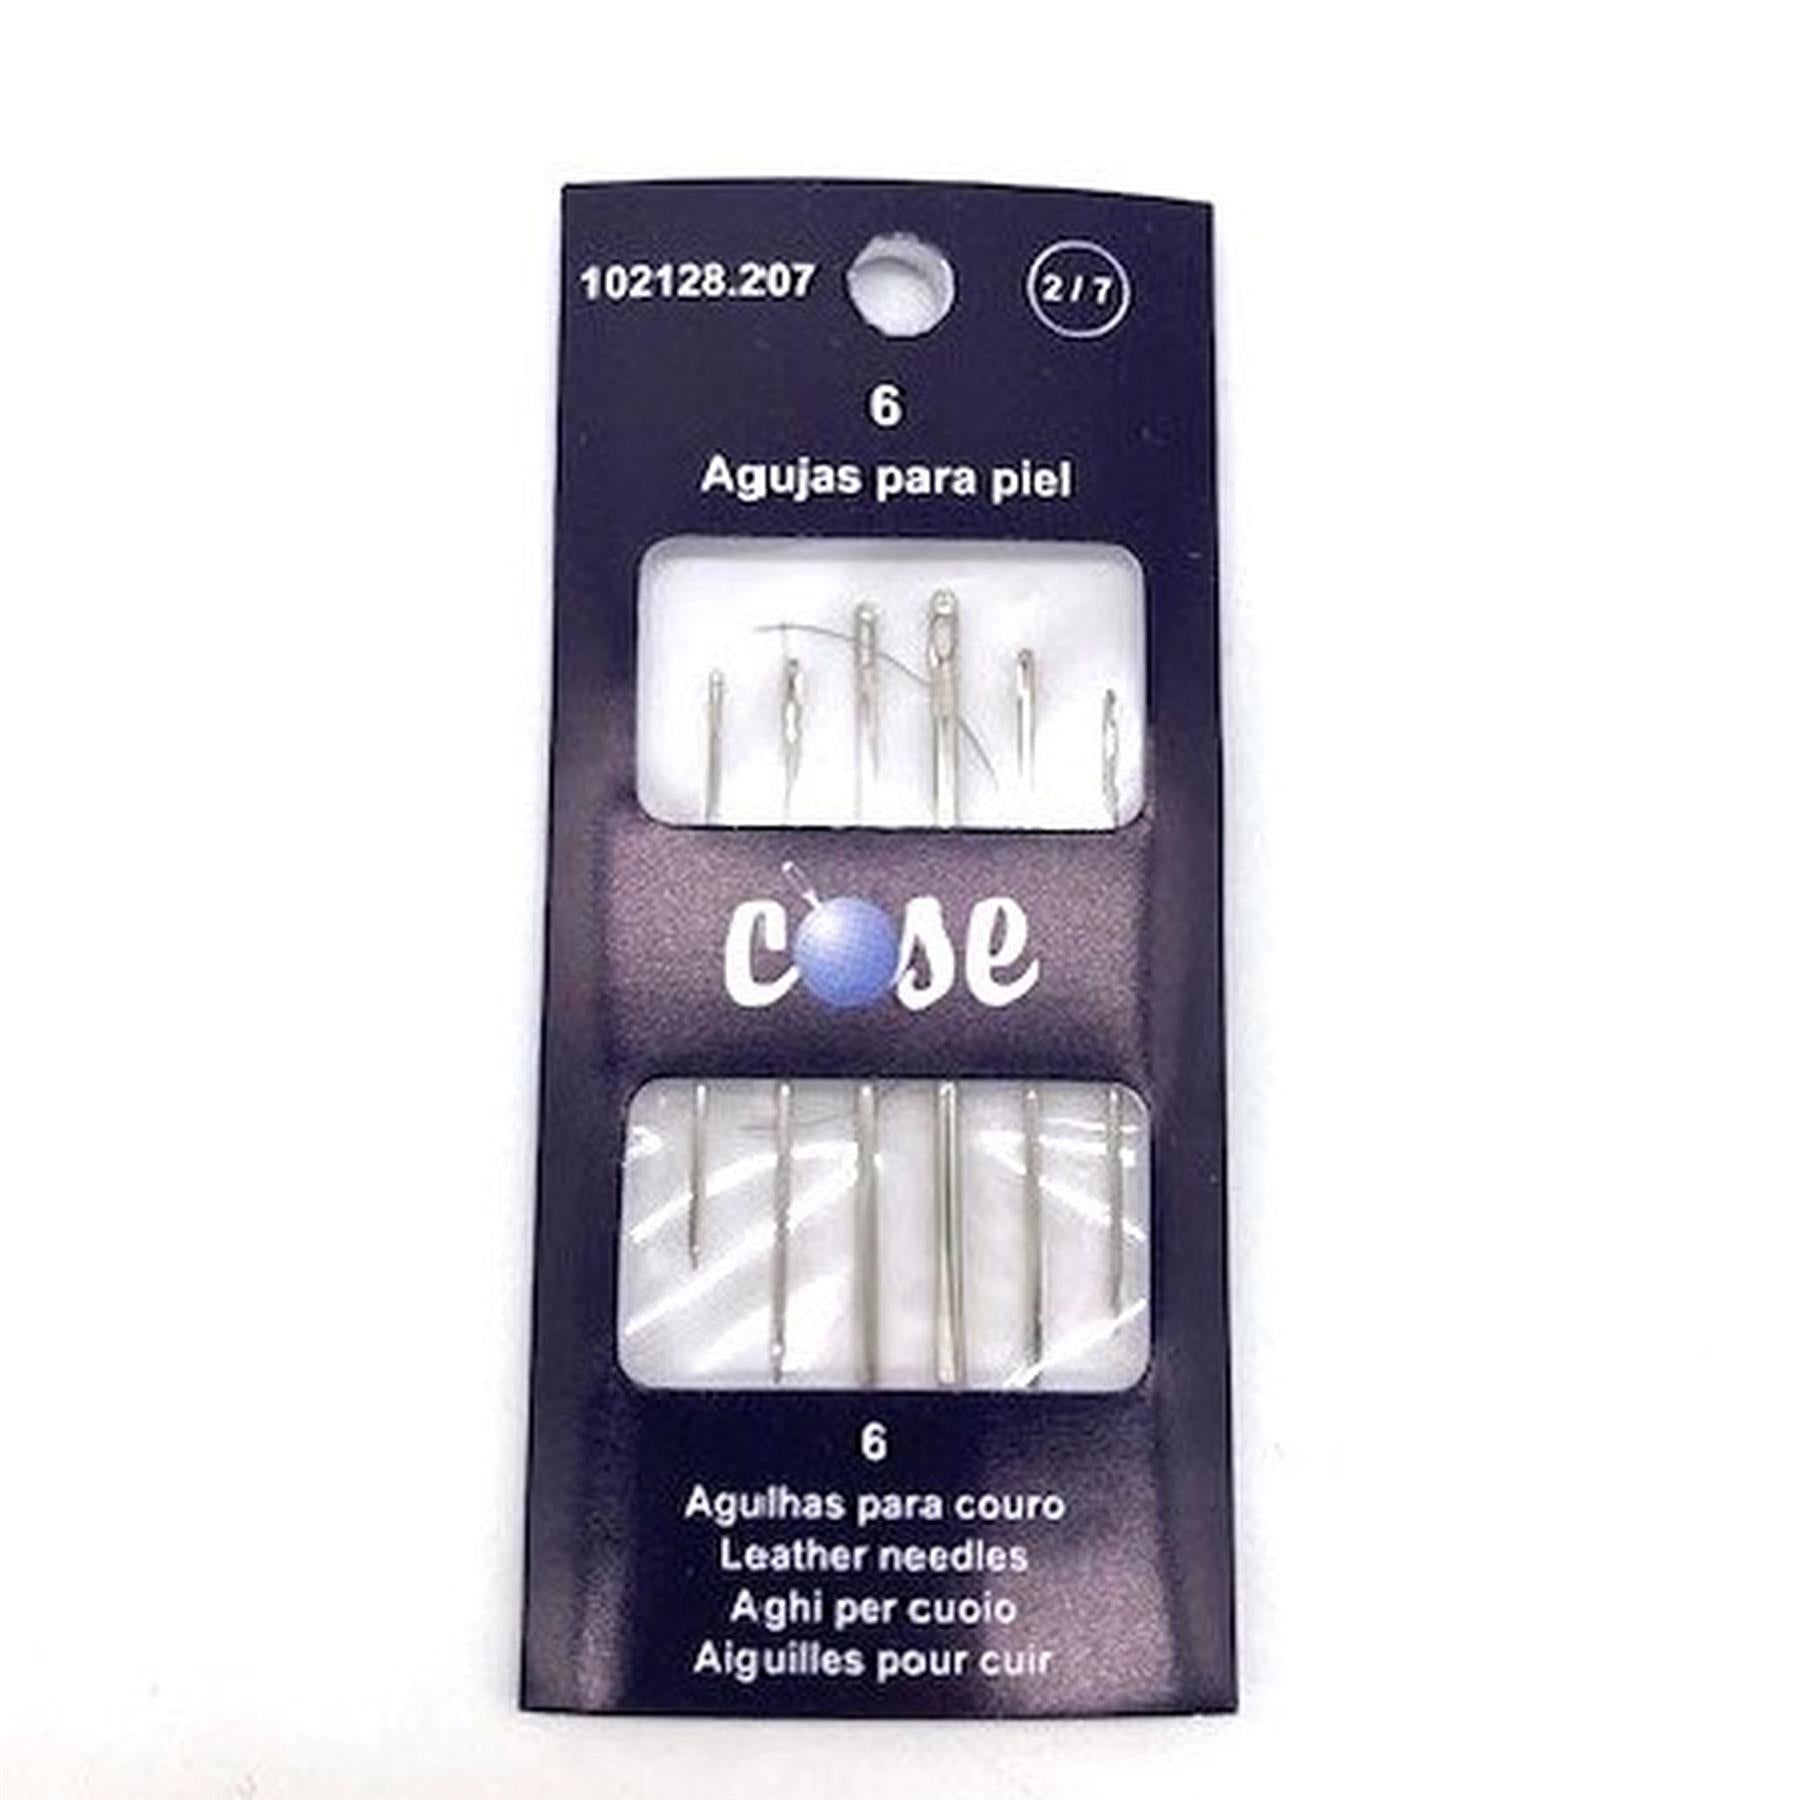 102128.207 2/7
6
Agujas para piel
cose
6
Agulhas para couro
Leather needles
Aghi per cuoio
Aiguilles pour cuir